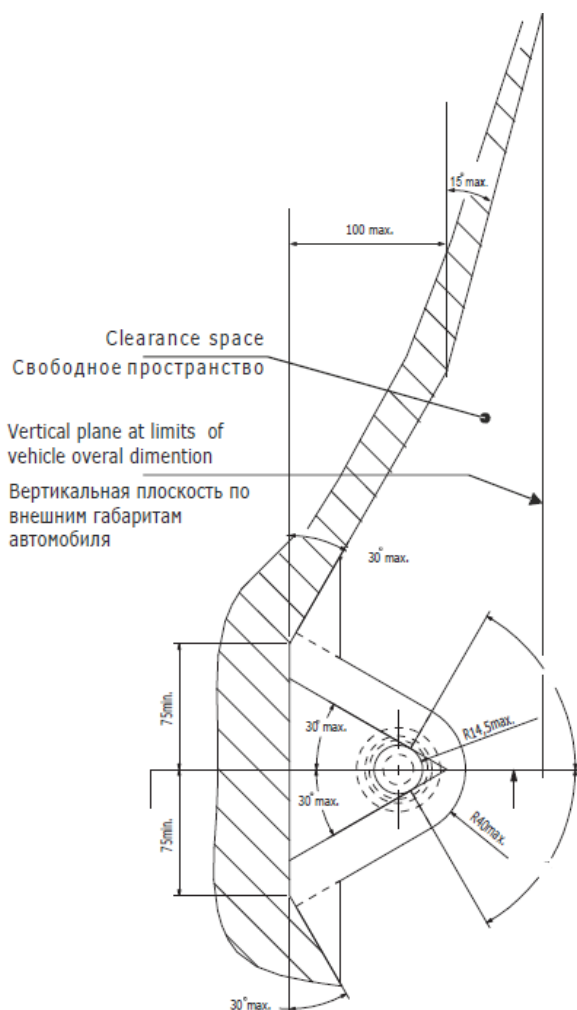 15° max.
100 max.
Clearance space
Свободное пространство
Vertical plane at limits of
vehicle overal dimention
Вертикальная плоскость по
внешним габаритам
автомобиля
30° max.
75min.
30° max.
R14,5max.
30° max.
75min.
R40max.
30° max.